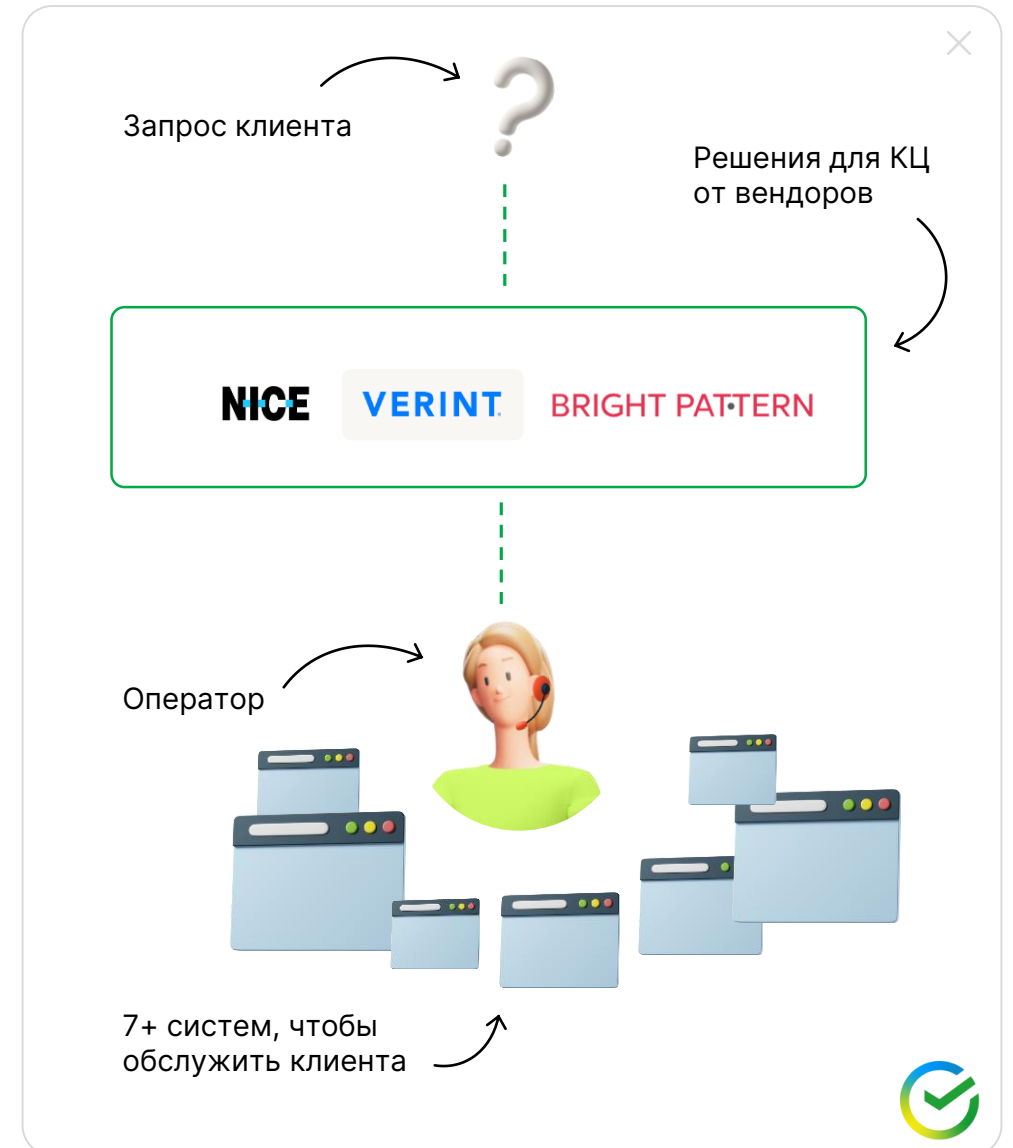 Запрос клиента
Решения для КЦ
от вендоров
NICE
VERINT.
BRIGHT PATTERN
Оператор
7+ систем, чтобы
обслужить клиента